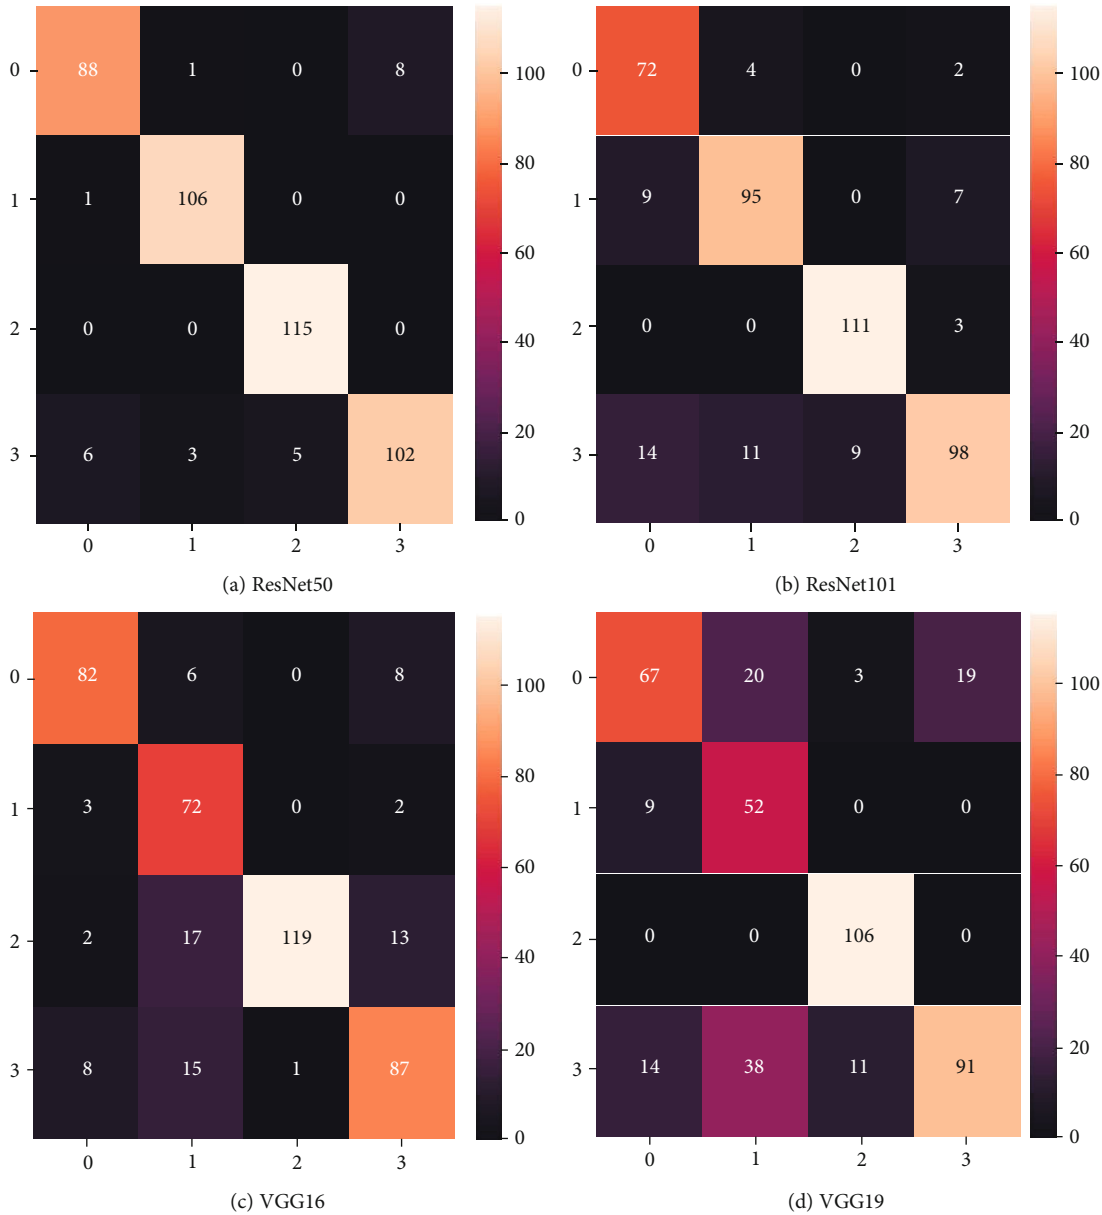 0 88 1 0 8
1 1 106 0 0
2 0 0 115 0
3 6 3 5 102
0 1 2 3
100
80
60
40
20
0
(a) ResNet50
0 72 4 0 2
1 9 95 0 7
2 0 0 111 3
3 14 11 9 98
0 1 2 3
100
80
60
40
20
0
(b) ResNet101
0 82 6 0 8
1 3 72 0 2
2 2 17 119 13
3 8 15 1 87
0 1 2 3
100
80
60
40
20
0
(c) VGG16
0 67 20 3 19
1 9 52 0 0
2 0 0 106 0
3 14 38 11 91
0 1 2 3
100
80
60
40
20
0
(d) VGG19